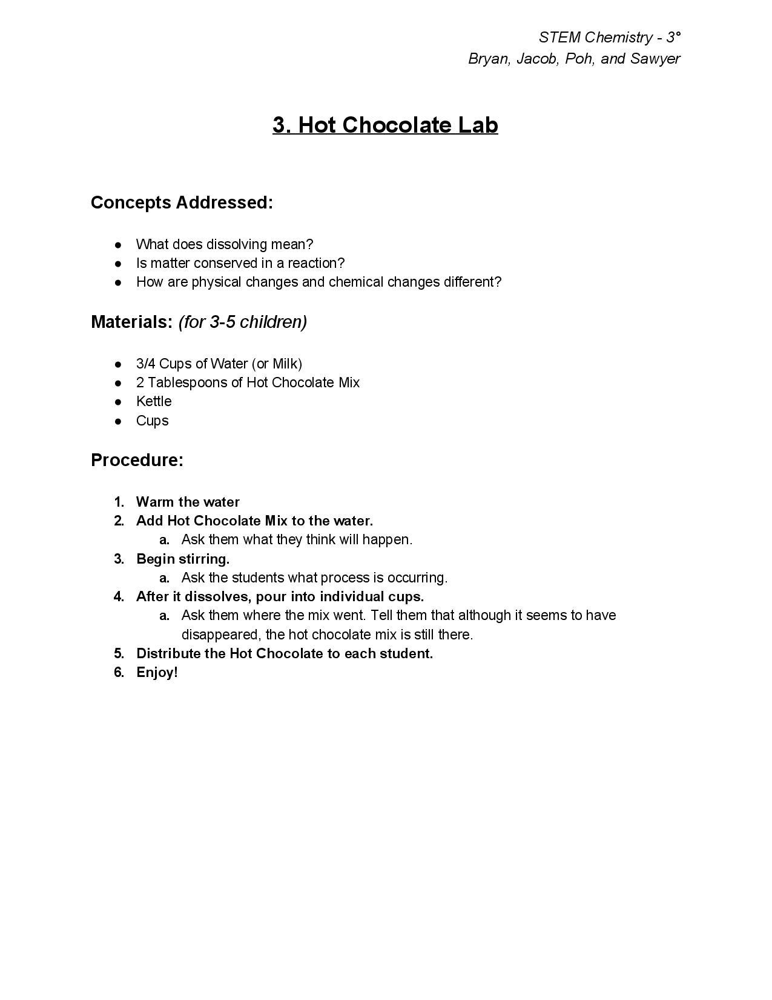 STEM Chemistry - 3°
Bryan, Jacob, Poh, and Sawyer
3. Hot Chocolate Lab
Concepts Addressed:
● What does dissolving mean?
● Is matter conserved in a reaction?
● How are physical changes and chemical changes different?
Materials: (for 3-5 children)
● 3/4 Cups of Water (or Milk)
● 2 Tablespoons of Hot Chocolate Mix
● Kettle
● Cups
Procedure:
1. Warm the water
2. Add Hot Chocolate Mix to the water.
a. Ask them what they think will happen.
3. Begin stirring.
a. Ask the students what process is occurring.
4. After it dissolves, pour into individual cups.
a. Ask them where the mix went. Tell them that although it seems to have
disappeared, the hot chocolate mix is still there.
5. Distribute the Hot Chocolate to each student.
6. Enjoy!